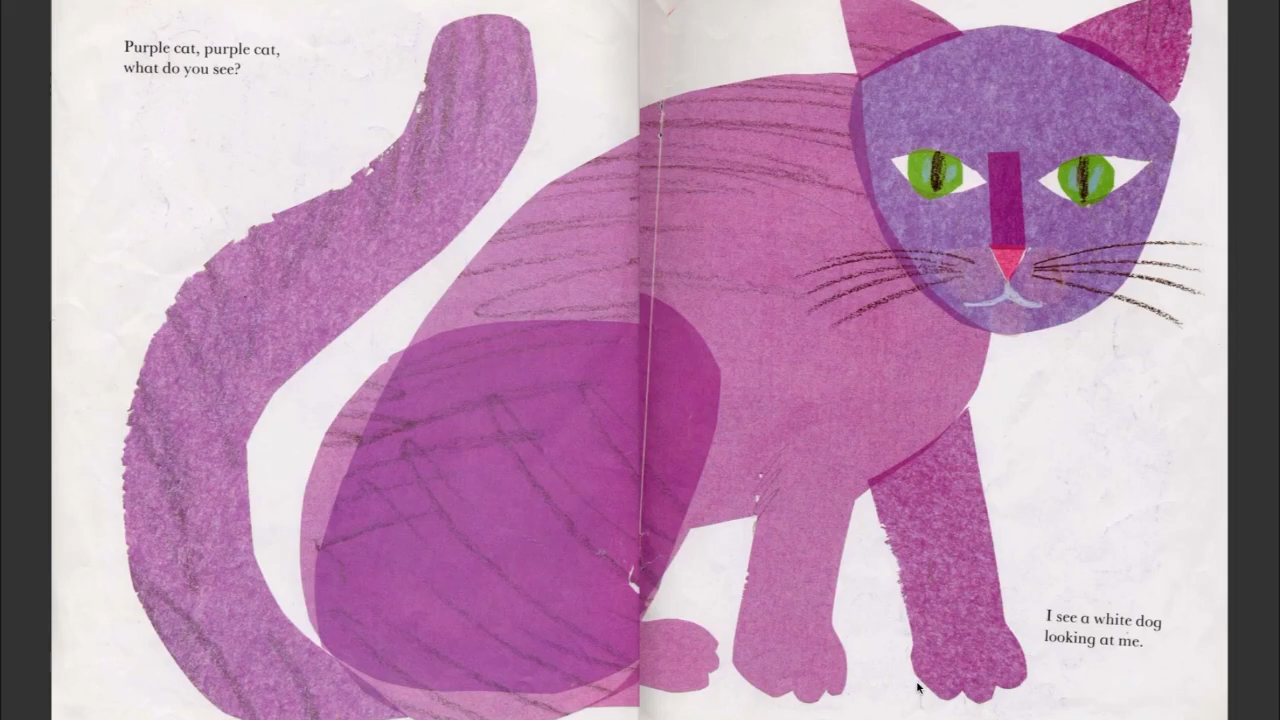 Purple cat, purple cat,
what do you see?
I see a white dog
looking at me.